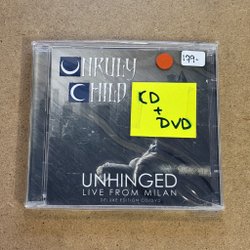 UNRULY
CHILD
199:-
CD
+
DVD
UNHINGED
LIVE FROM MILAN
DELUXE EDITION CD/DVD